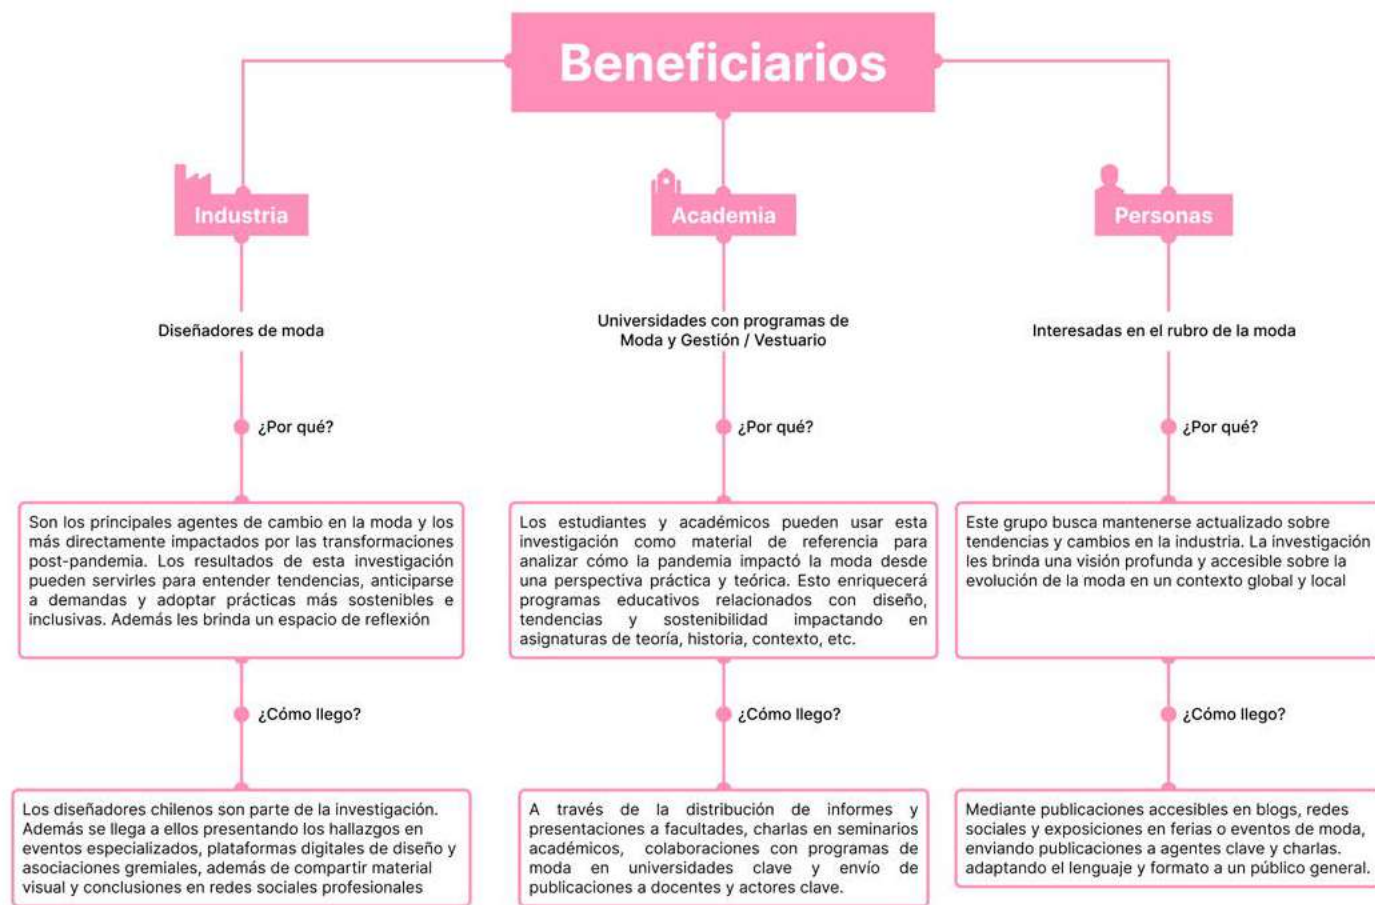 Beneficiarios
Industria
Diseñadores de moda
¿Por qué?
Son los principales agentes de cambio en la moda y los
más directamente impactados por las transformaciones
post-pandemia. Los resultados de esta investigación
pueden servirles para entender tendencias, anticiparse
a demandas y adoptar prácticas más sostenibles e
inclusivas. Además les brinda un espacio de reflexión
¿Cómo llego?
Los diseñadores chilenos son parte de la investigación.
Además se llega a ellos presentando los hallazgos en
eventos especializados, plataformas digitales de diseño y
asociaciones gremiales, además de compartir material
visual y conclusiones en redes sociales profesionales
Academia
Universidades con programas de
Moda y Gestión / Vestuario
¿Por qué?
Los estudiantes y académicos pueden usar esta
investigación como material de referencia para
analizar cómo la pandemia impactó la moda desde
una perspectiva práctica y teórica. Esto enriquecerá
programas educativos relacionados con diseño,
tendencias y sostenibilidad impactando en
asignaturas de teoría, historia, contexto, etc.
¿Cómo llego?
A través de la distribución de informes y
presentaciones a facultades, charlas en seminarios
académicos, colaboraciones con programas de
moda en universidades clave y envío de
publicaciones a docentes y actores clave.
Personas
Interesadas en el rubro de la moda
¿Por qué?
Este grupo busca mantenerse actualizado sobre
tendencias y cambios en la industria. La investigación
les brinda una visión profunda y accesible sobre la
evolución de la moda en un contexto global y local
¿Cómo llego?
Mediante publicaciones accesibles en blogs, redes
sociales y exposiciones en ferias o eventos de moda,
enviando publicaciones a agentes clave y charlas.
adaptando el lenguaje y formato a un público general.